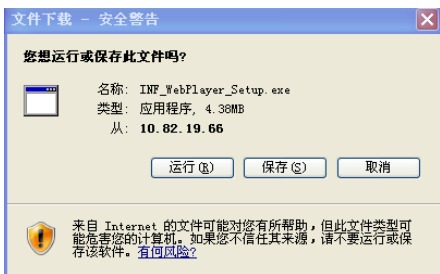 文件下载 - 安全警告
您想运行或保存此文件吗?
名称: INF_WebPlayer_Setup.exe
类型: 应用程序, 4.38MB
从: 10.82.19.66
运行(R) 保存(S) 取消
来自 Internet 的文件可能对您有所帮助,但此文件类型可
能危害您的计算机。如果您不信任其来源,请不要运行或保
存该软件。有何风险?